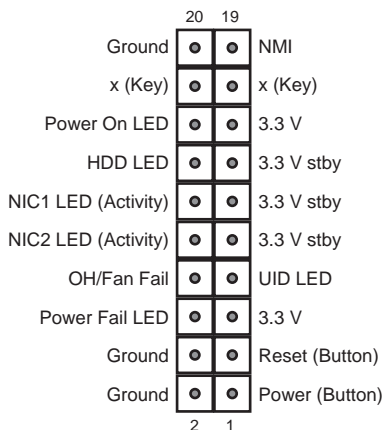 20 19
Ground NMI
x (Key) x (Key)
Power On LED 3.3 V
HDD LED 3.3 V stby
NIC1 LED (Activity) 3.3 V stby
NIC2 LED (Activity) 3.3 V stby
OH/Fan Fail UID LED
Power Fail LED 3.3 V
Ground Reset (Button)
Ground Power (Button)
2 1